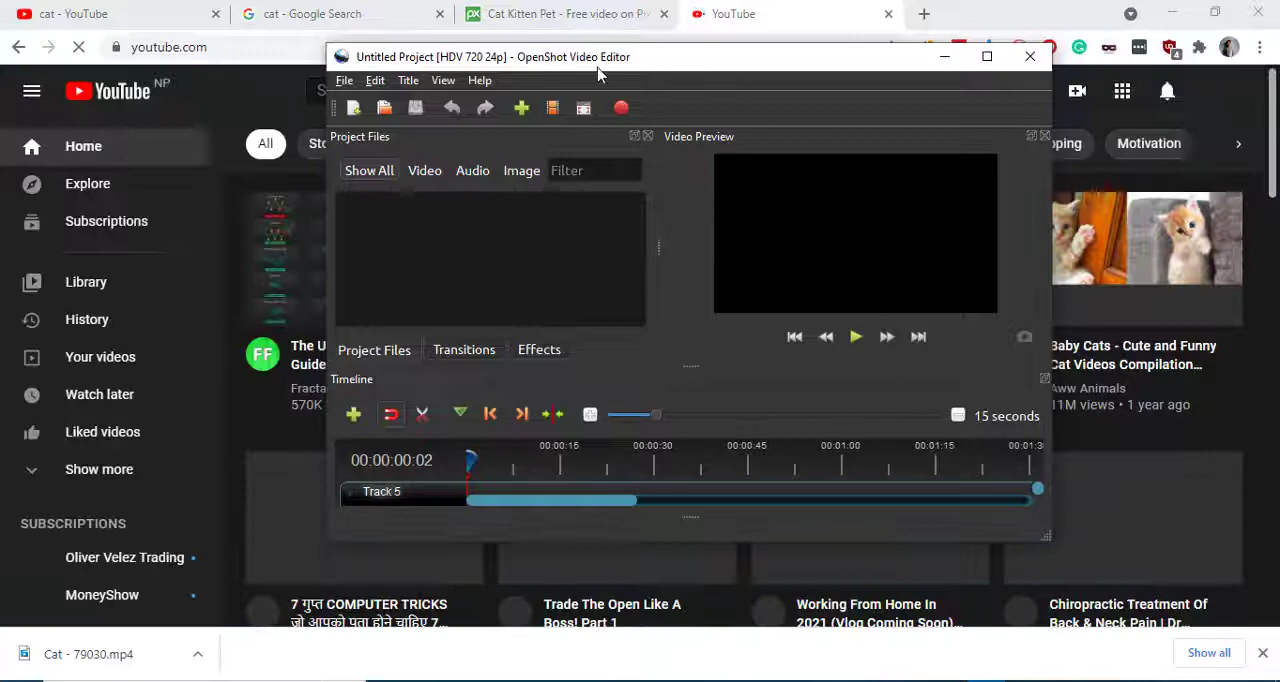 cat - YouTube
cat - Google Search
Cat Kitten Pet - Free video on Pi
YouTube
youtube.com
Untitled Project [HDV 720 24p] - OpenShot Video Editor
File Edit Title View Help
YouTube NP
S
Project Files
Video Preview
All
Sto
ping
Motivation
Home
Explore
Subscriptions
Library
History
Your videos
Watch later
Liked videos
Show more
SUBSCRIPTIONS
Oliver Velez Trading
MoneyShow
Show All Video Audio Image Filter
FF
The U
Guide
Fracta
570K
Project Files Transitions Effects
Timeline
15 seconds
00:00:00:02
00:00:15 00:00:30 00:00:45 00:01:00 00:01:15 00:01:3
Track 5
Baby Cats - Cute and Funny
Cat Videos Compilation...
Aww Animals
11M views • 1 year ago
7 गुप्त COMPUTER TRICKS
जो आपको पता होने चाहिए 7...
Trade The Open Like A
Boss! Part 1
Working From Home In
2021 (Vlog Coming Soon)...
Chiropractic Treatment Of
Back & Neck Pain | Dr...
Cat - 79030.mp4
Show all